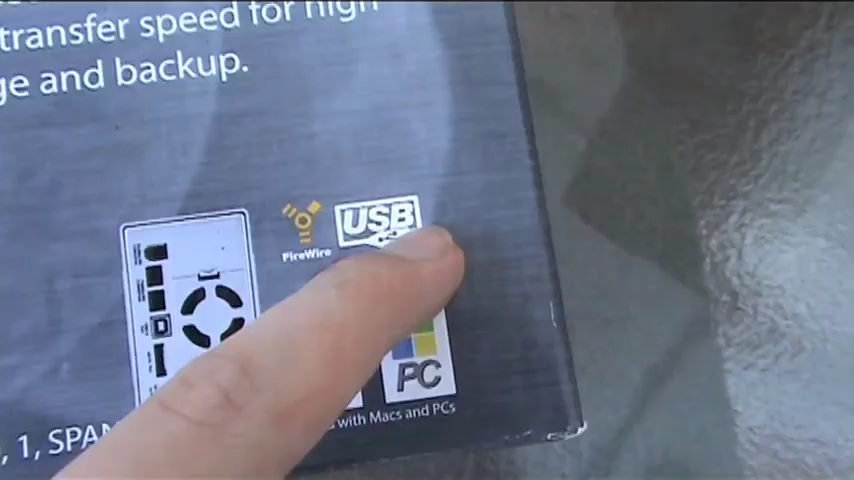 transfer speed for high
ge and backup.
FireWire
USB
PC
with Macs and PCs
, 1, SPAN